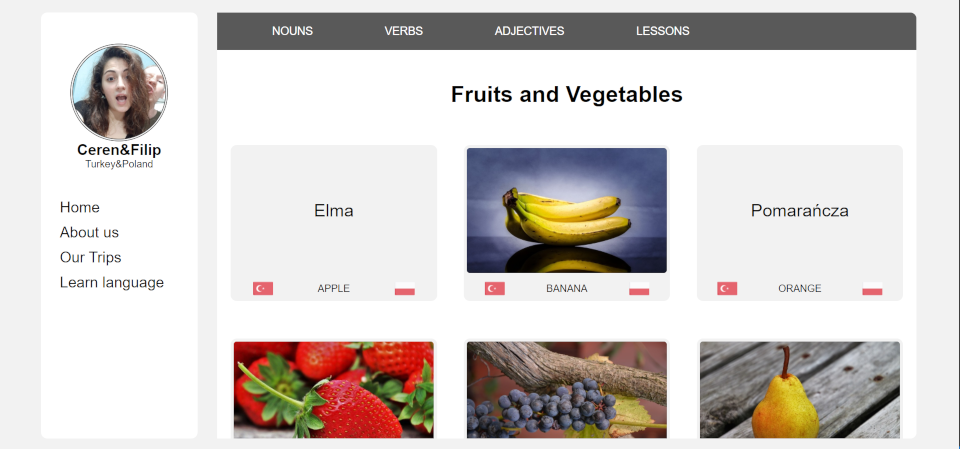 Ceren&Filip
Turkey&Poland
Home
About us
Our Trips
Learn language
NOUNS VERBS ADJECTIVES LESSONS
Fruits and Vegetables
Elma
Pomarańcza
APPLE
BANANA
ORANGE